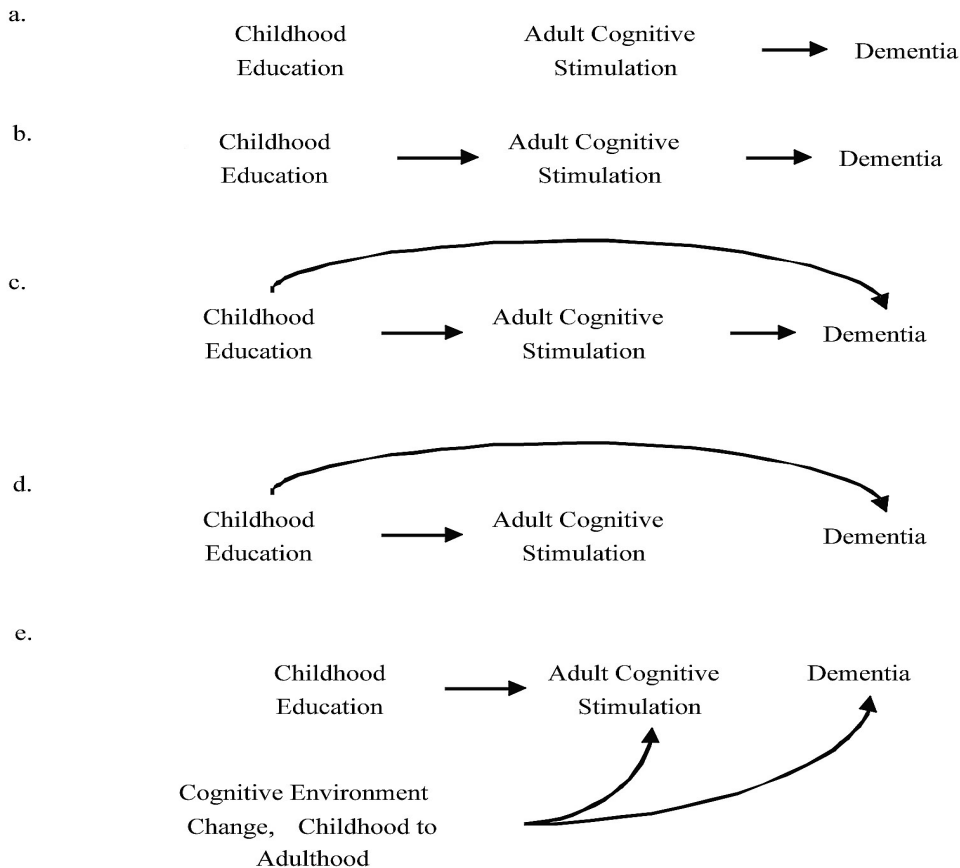 a.
Childhood Education
Adult Cognitive Stimulation
Dementia
b.
Childhood Education
Adult Cognitive Stimulation
Dementia
c.
Childhood Education
Adult Cognitive Stimulation
Dementia
d.
Childhood Education
Adult Cognitive Stimulation
Dementia
e.
Childhood Education
Adult Cognitive Stimulation
Dementia
Cognitive Environment
Change, Childhood to
Adulthood